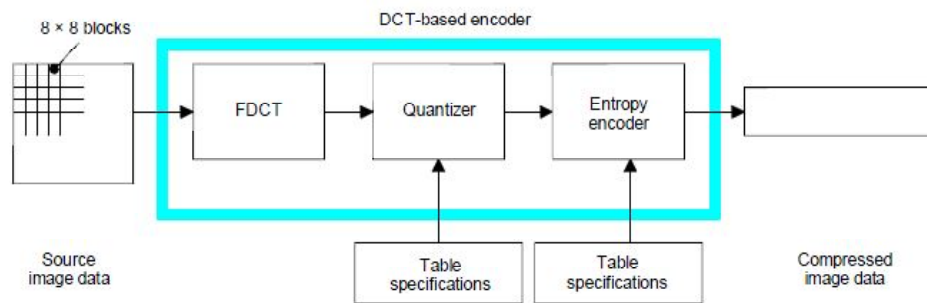 DCT-based encoder
8 × 8 blocks
FDCT
Quantizer
Entropy
encoder
Source
image data
Table
specifications
Table
specifications
Compressed
image data